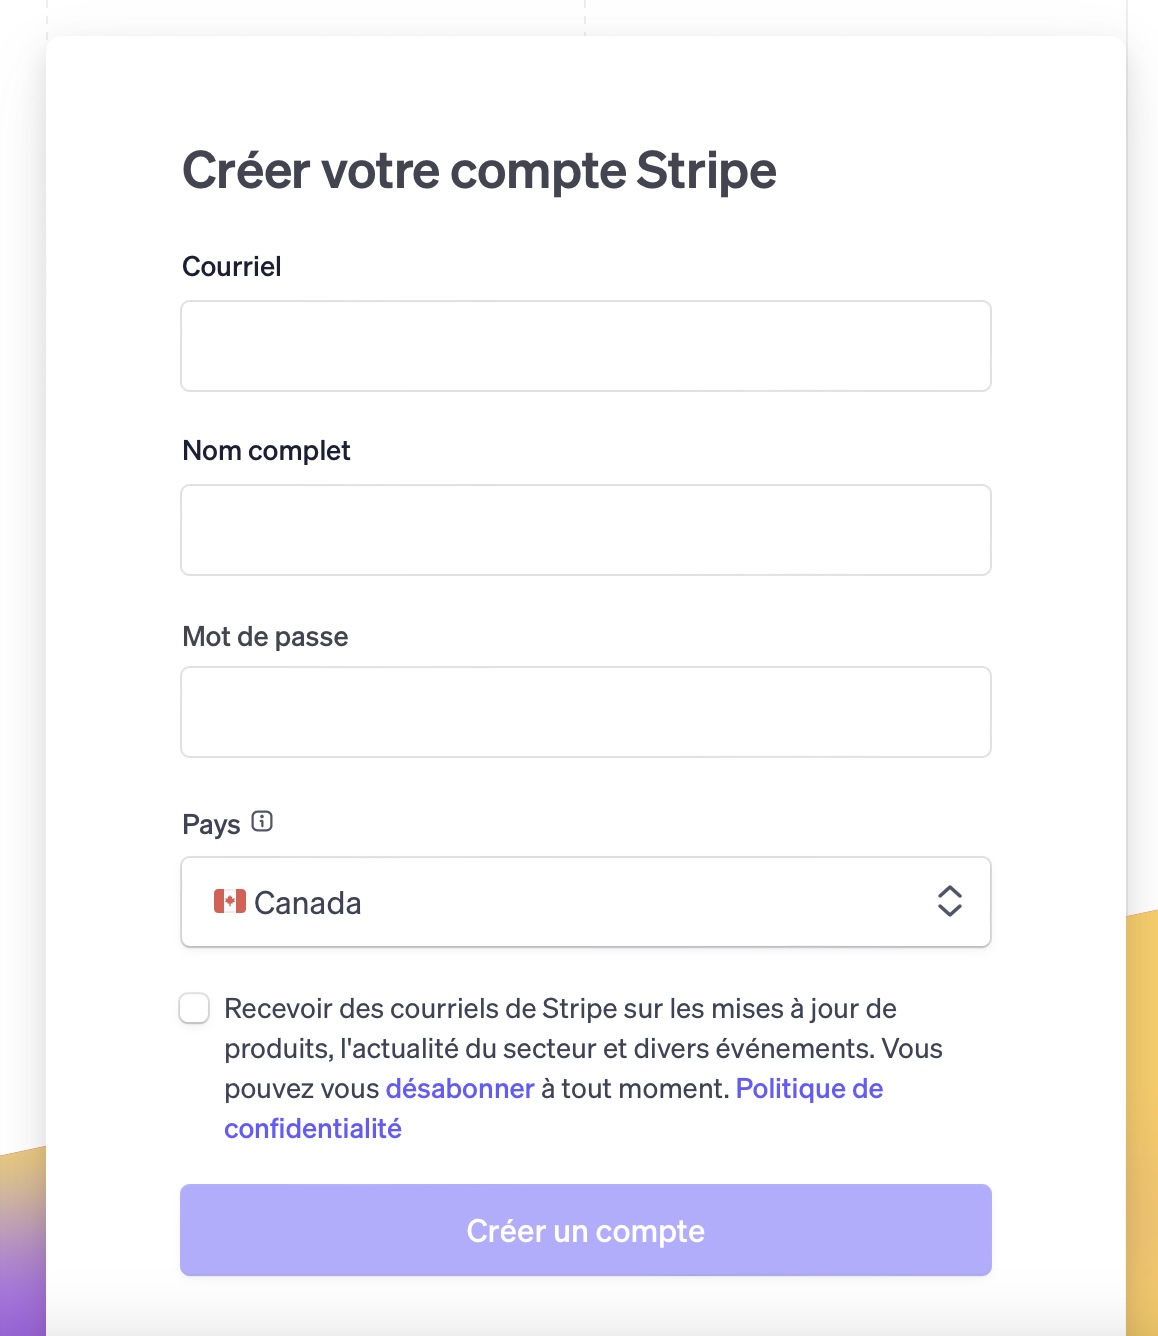 Créer votre compte Stripe
Courriel
Nom complet
Mot de passe
Pays
Canada
Recevoir des courriels de Stripe sur les mises à jour de
produits, l'actualité du secteur et divers événements. Vous
pouvez vous désabonner à tout moment. Politique de
confidentialité
Créer un compte